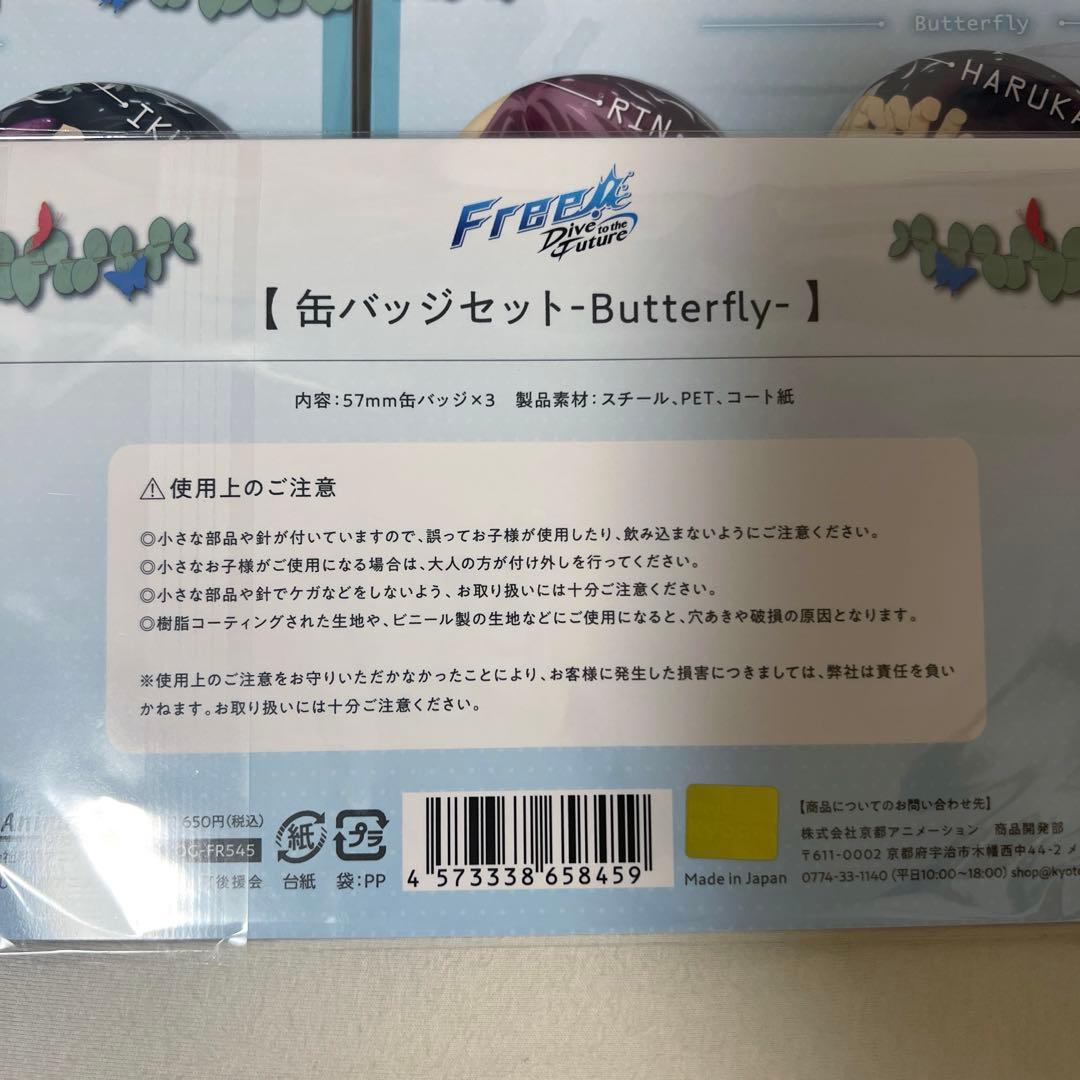 Butterfly
RIN
HARUKA
Free!
Dive to the Future
【 缶バッジセット-Butterfly- 】
内容:57mm缶バッジ×3 製品素材:スチール、PET、コート紙
⚠使用上のご注意
◎小さな部品や針が付いていますので、誤ってお子様が使用したり、飲み込まないようにご注意ください。
◎小さなお子様がご使用になる場合は、大人の方が付け外しを行ってください。
◎小さな部品や針でケガなどをしないよう、お取り扱いには十分ご注意ください。
◎樹脂コーティングされた生地や、ビニール製の生地などにご使用になると、穴あきや破損の原因となります。
※使用上のご注意をお守りいただかなかったことにより、お客様に発生した損害につきましては、弊社は責任を負い
かねます。お取り扱いには十分ご注意ください。
650円(税込)
FR545
後援会
紙
台紙
プラ
袋:PP
4 573338 658459
Made in Japan
【商品についてのお問い合わせ先】
株式会社京都アニメーション 商品開発部
〒611-0002 京都府宇治市木幡西中44-2 メ
0774-33-1140 (平日10:00〜18:00) shop@kyot